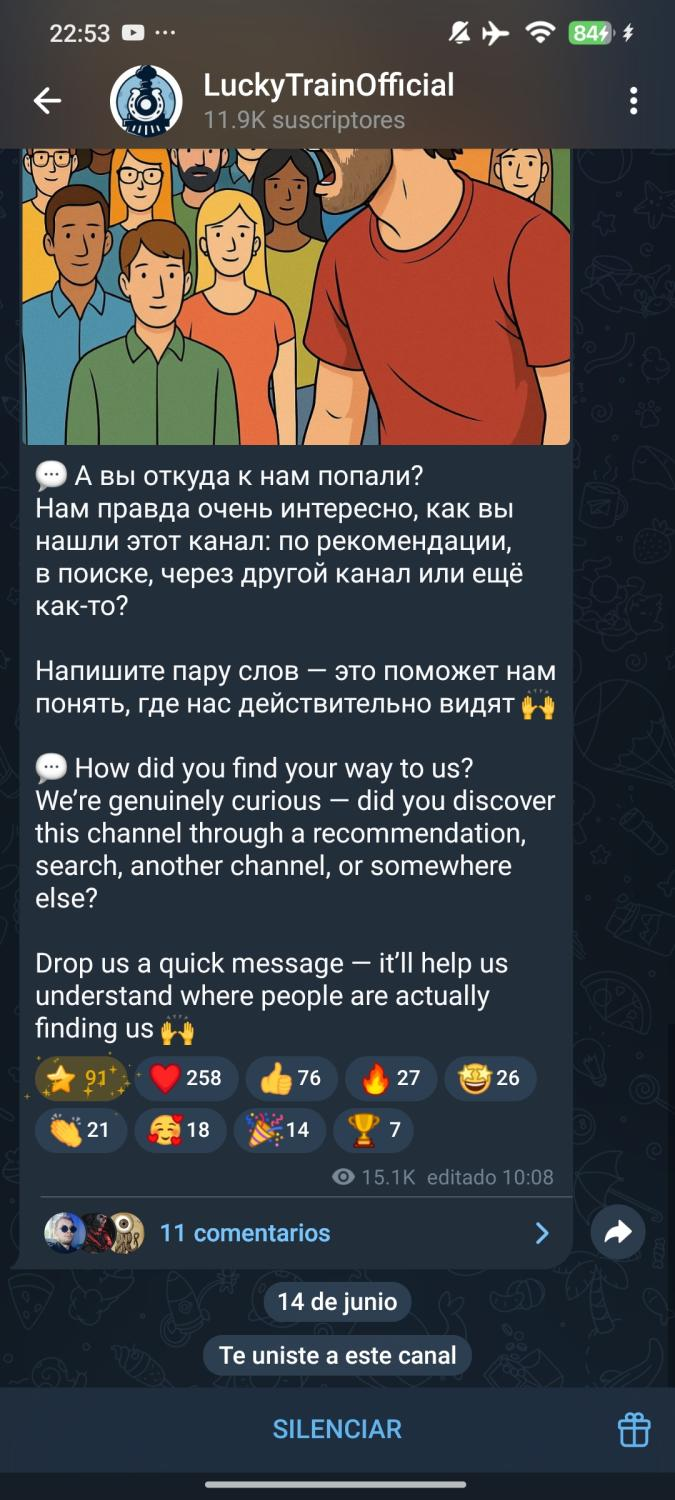 22:53
84
LuckyTrainOfficial
11.9K suscriptores
💬 А вы откуда к нам попали?
Нам правда очень интересно, как вы
нашли этот канал: по рекомендации,
в поиске, через другой канал или ещё
как-то?
Напишите пару слов — это поможет нам
понять, где нас действительно видят 🙌
💬 How did you find your way to us?
We’re genuinely curious — did you discover
this channel through a recommendation,
search, another channel, or somewhere
else?
Drop us a quick message — it’ll help us
understand where people are actually
finding us 🙌
⭐ 91 ❤️ 258 👍 76 🔥 27 🤩 26
👏 21 🥰 18 🎉 14 🏆 7
15.1K editado 10:08
11 comentarios
14 de junio
Te uniste a este canal
SILENCIAR